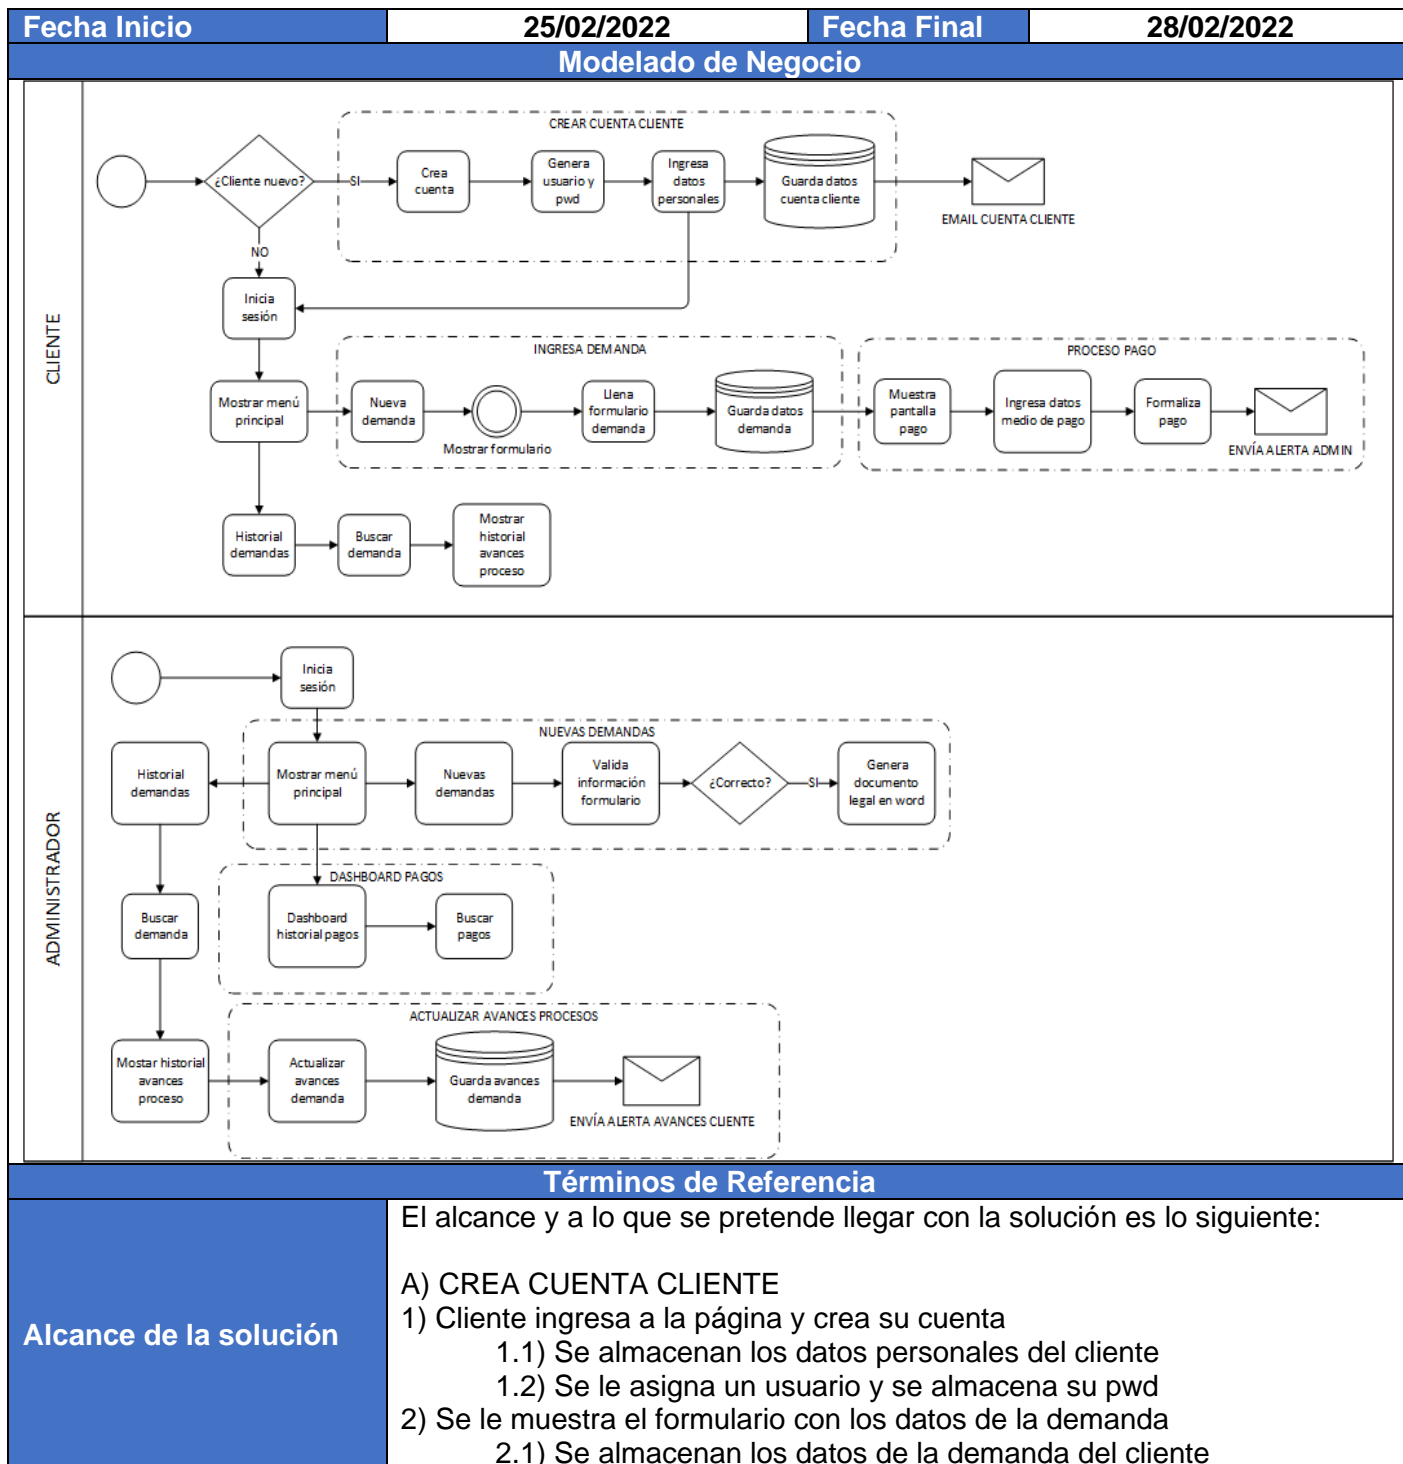 Fecha Inicio 25/02/2022 Fecha Final 28/02/2022
Modelado de Negocio
CLIENTE
CREAR CUENTA CLIENTE
¿Cliente nuevo?
SI
Crea
cuenta
Genera
usuario y
pwd
Ingresa
datos
personales
Guarda datos
cuenta cliente
EMAIL CUENTA CLIENTE
NO
Inicia
sesión
INGRESA DEMANDA
PROCESO PAGO
Mostrar menú
principal
Nueva
demanda
Mostrar formulario
Llena
formulario
demanda
Guarda datos
demanda
Muestra
pantalla
pago
Ingresa datos
medio de pago
Formaliza
pago
ENVÍA ALERTA ADMIN
Historial
demandas
Buscar
demanda
Mostrar
historial
avances
proceso
ADMINISTRADOR
Inicia
sesión
NUEVAS DEMANDAS
Historial
demandas
Mostrar menú
principal
Nuevas
demandas
Valida
información
formulario
¿Correcto?
SI
Genera
documento
legal en word
DASHBOARD PAGOS
Buscar
demanda
Dashboard
historial pagos
Buscar
pagos
ACTUALIZAR AVANCES PROCESOS
Mostar historial
avances
proceso
Actualizar
avances
demanda
Guarda avances
demanda
ENVÍA ALERTA AVANCES CLIENTE
Términos de Referencia
Alcance de la solución
El alcance y a lo que se pretende llegar con la solución es lo siguiente:
A) CREA CUENTA CLIENTE
1) Cliente ingresa a la página y crea su cuenta
1.1) Se almacenan los datos personales del cliente
1.2) Se le asigna un usuario y se almacena su pwd
2) Se le muestra el formulario con los datos de la demanda
2.1) Se almacenan los datos de la demanda del cliente